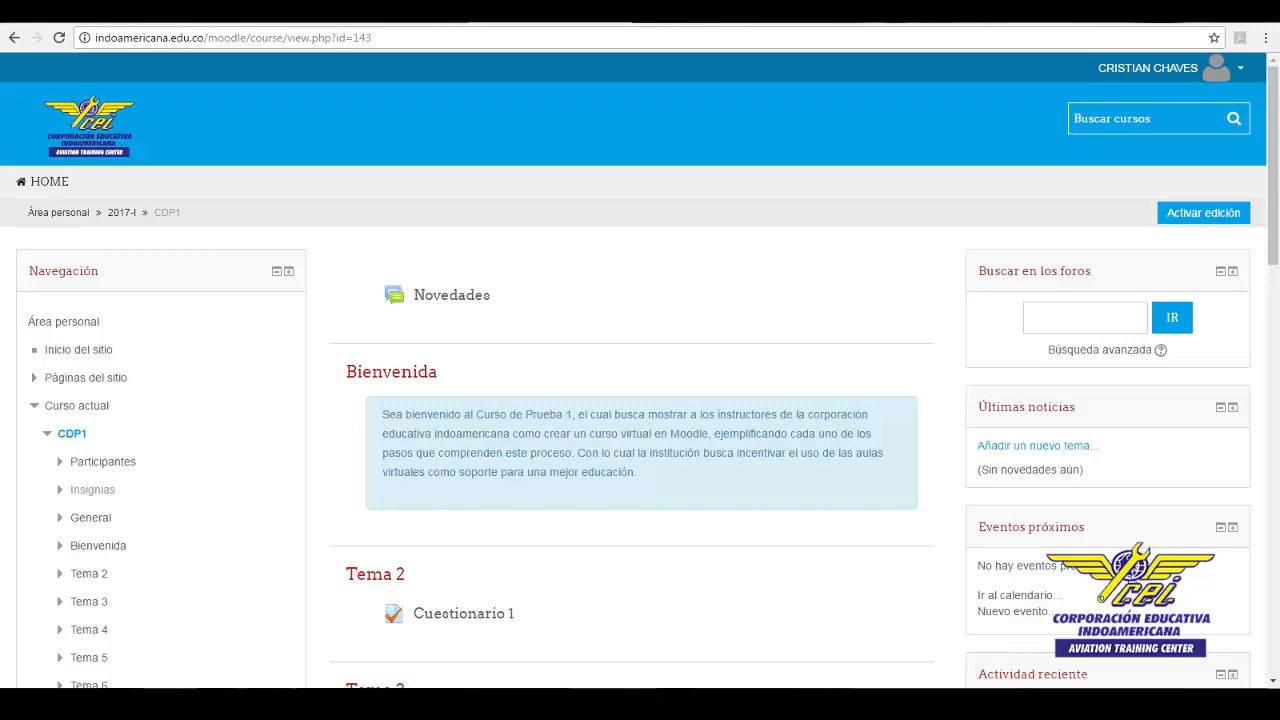 indoamericana.edu.co/moodle/course/view.php?id=143
CRISTIAN CHAVES
cei
CORPORACIÓN EDUCATIVA
INDOAMERICANA
AVIATION TRAINING CENTER
Buscar cursos
HOME
Área personal » 2017-I » CDP1
Activar edición
Navegación
Área personal
Inicio del sitio
Páginas del sitio
Curso actual
CDP1
Participantes
Insignias
General
Bienvenida
Tema 2
Tema 3
Tema 4
Tema 5
Tema 6
Novedades
Bienvenida
Sea bienvenido al Curso de Prueba 1, el cual busca mostrar a los instructores de la corporación
educativa indoamericana como crear un curso virtual en Moodle, ejemplificando cada uno de los
pasos que comprenden este proceso. Con lo cual la institución busca incentivar el uso de las aulas
virtuales como soporte para una mejor educación.
Tema 2
Cuestionario 1
Tema 3
Buscar en los foros
IR
Búsqueda avanzada
Últimas noticias
Añadir un nuevo tema...
(Sin novedades aún)
Eventos próximos
No hay eventos
Ir al calendario...
Nuevo evento...
cei
CORPORACIÓN EDUCATIVA
INDOAMERICANA
AVIATION TRAINING CENTER
Actividad reciente